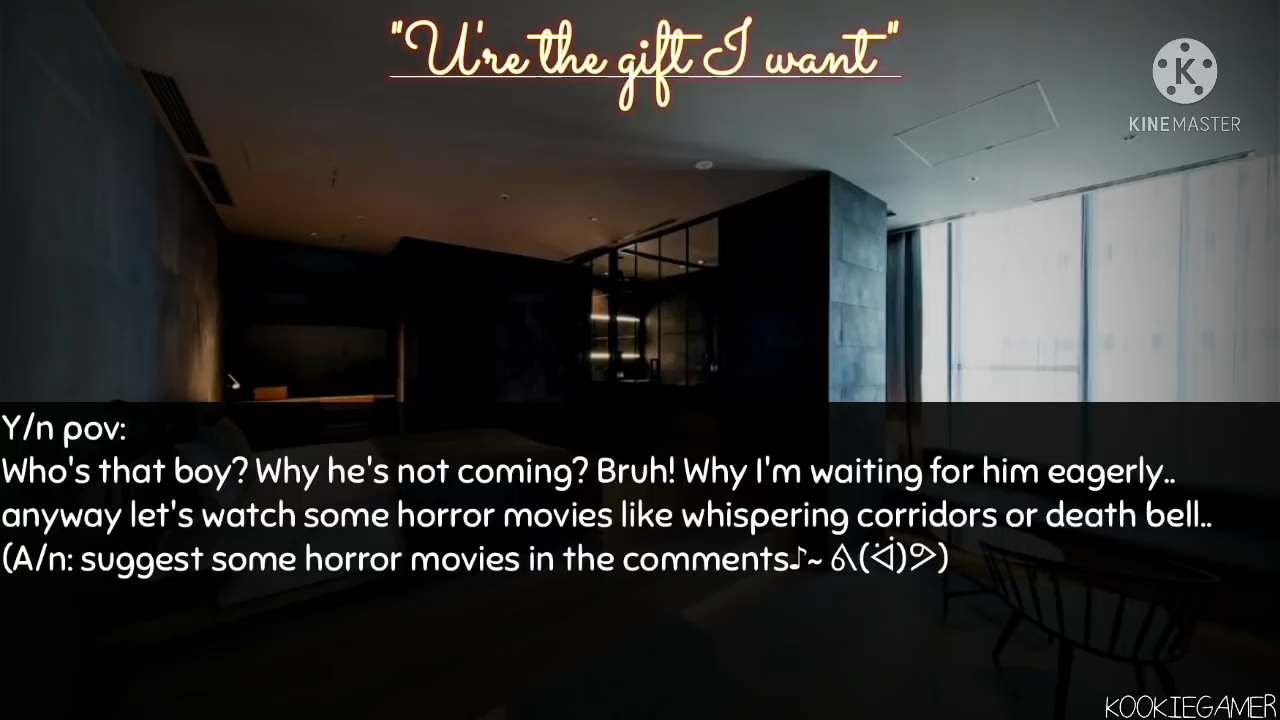 "U're the gift I want"
K
KINEMASTER
Y/n pov:
Who's that boy? Why he's not coming? Bruh! Why I'm waiting for him eagerly..
anyway let's watch some horror movies like whispering corridors or death bell..
(A/n: suggest some horror movies in the comments♪~
KOOKIEGAMER